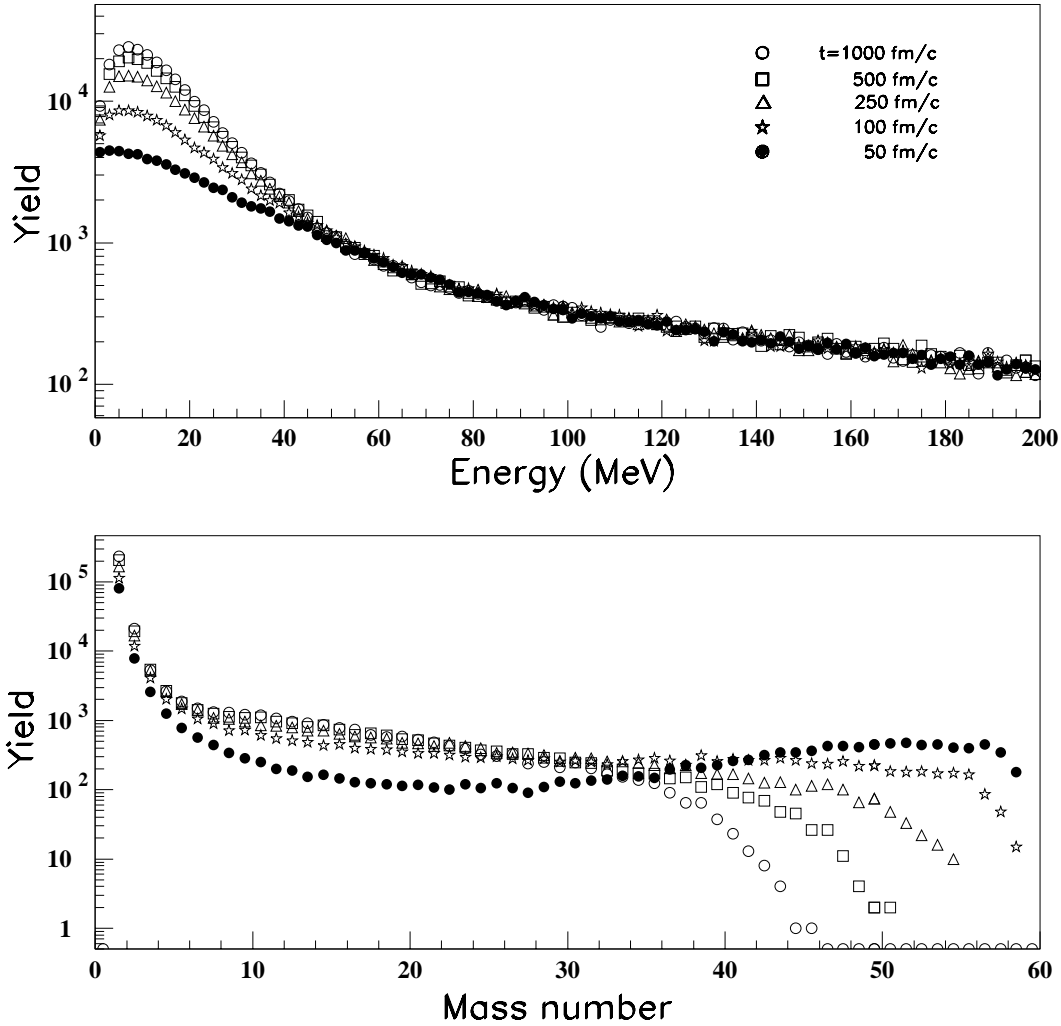 Yield
10^4
10^3
10^2
t=1000 fm/c
500 fm/c
250 fm/c
100 fm/c
50 fm/c
0 20 40 60 80 100 120 140 160 180 200
Energy (MeV)
Yield
10^5
10^4
10^3
10^2
10
1
0 10 20 30 40 50 60
Mass number